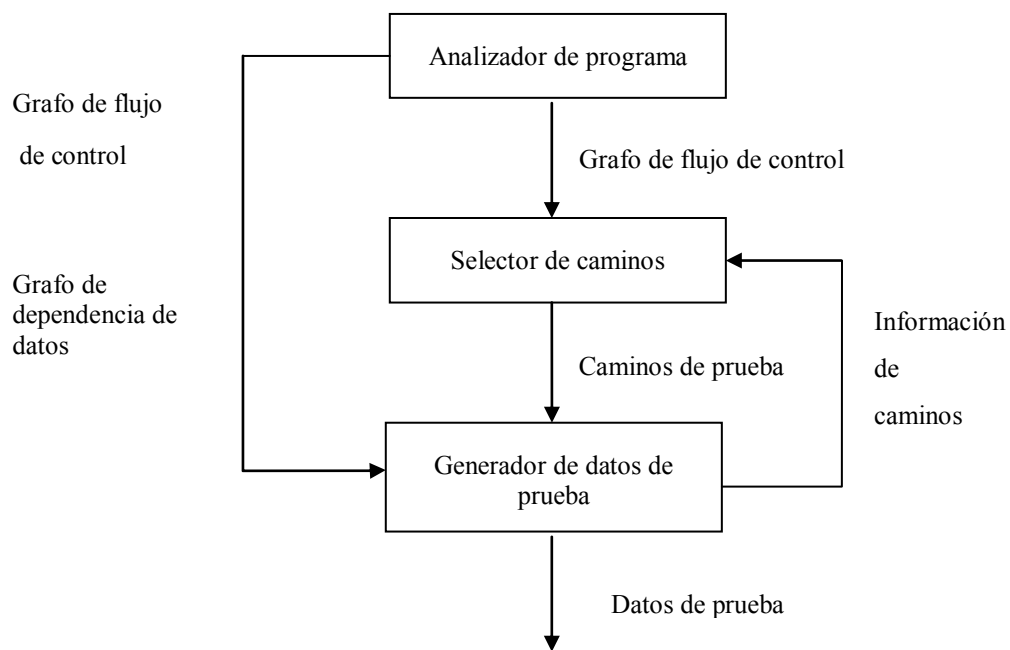 Analizador de programa
Grafo de flujo
de control
Grafo de flujo de control
Selector de caminos
Grafo de
dependencia de
datos
Información
de
caminos
Caminos de prueba
Generador de datos de
prueba
Datos de prueba